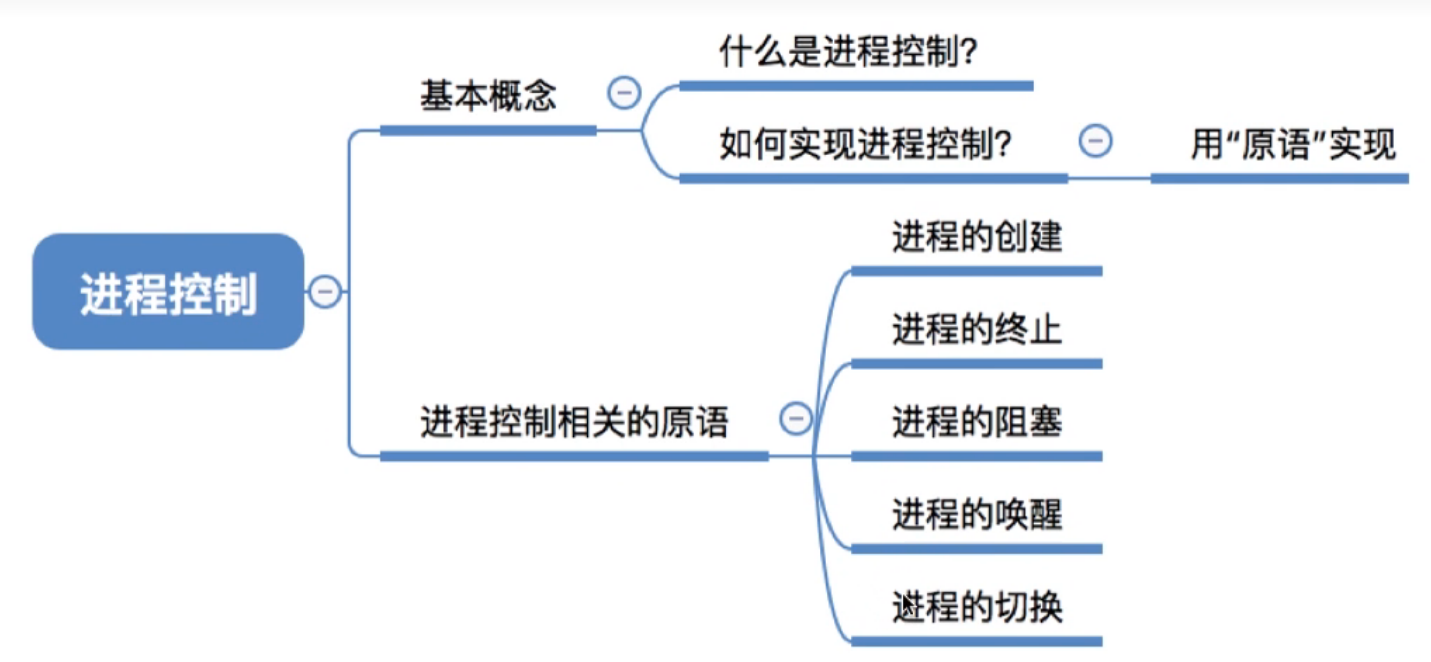 进程控制
基本概念
什么是进程控制?
如何实现进程控制?
用“原语”实现
进程控制相关的原语
进程的创建
进程的终止
进程的阻塞
进程的唤醒
进程的切换